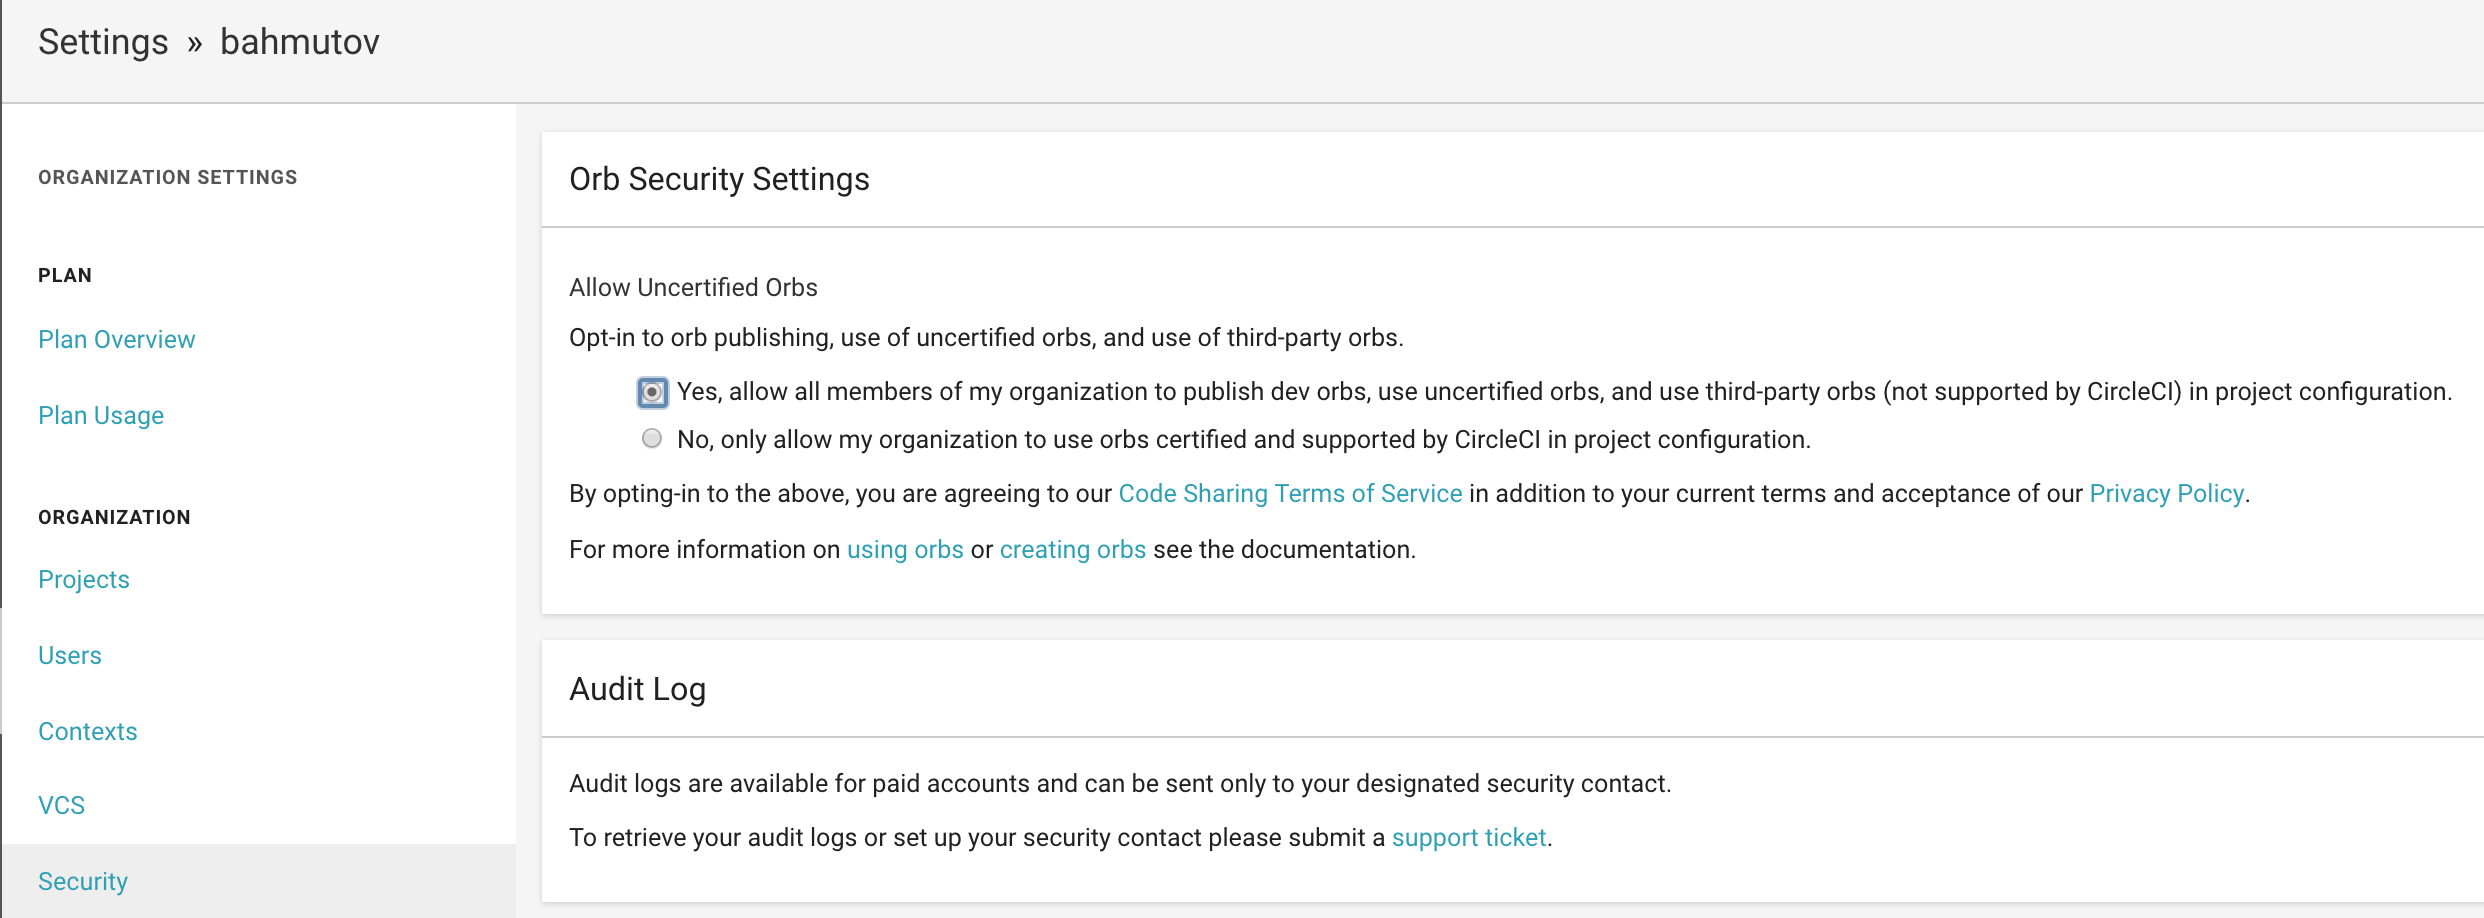 Settings » bahmutov
ORGANIZATION SETTINGS
PLAN
Plan Overview
Plan Usage
ORGANIZATION
Projects
Users
Contexts
VCS
Security
Orb Security Settings
Allow Uncertified Orbs
Opt-in to orb publishing, use of uncertified orbs, and use of third-party orbs.
Yes, allow all members of my organization to publish dev orbs, use uncertified orbs, and use third-party orbs (not supported by CircleCI) in project configuration.
No, only allow my organization to use orbs certified and supported by CircleCI in project configuration.
By opting-in to the above, you are agreeing to our Code Sharing Terms of Service in addition to your current terms and acceptance of our Privacy Policy.
For more information on using orbs or creating orbs see the documentation.
Audit Log
Audit logs are available for paid accounts and can be sent only to your designated security contact.
To retrieve your audit logs or set up your security contact please submit a support ticket.